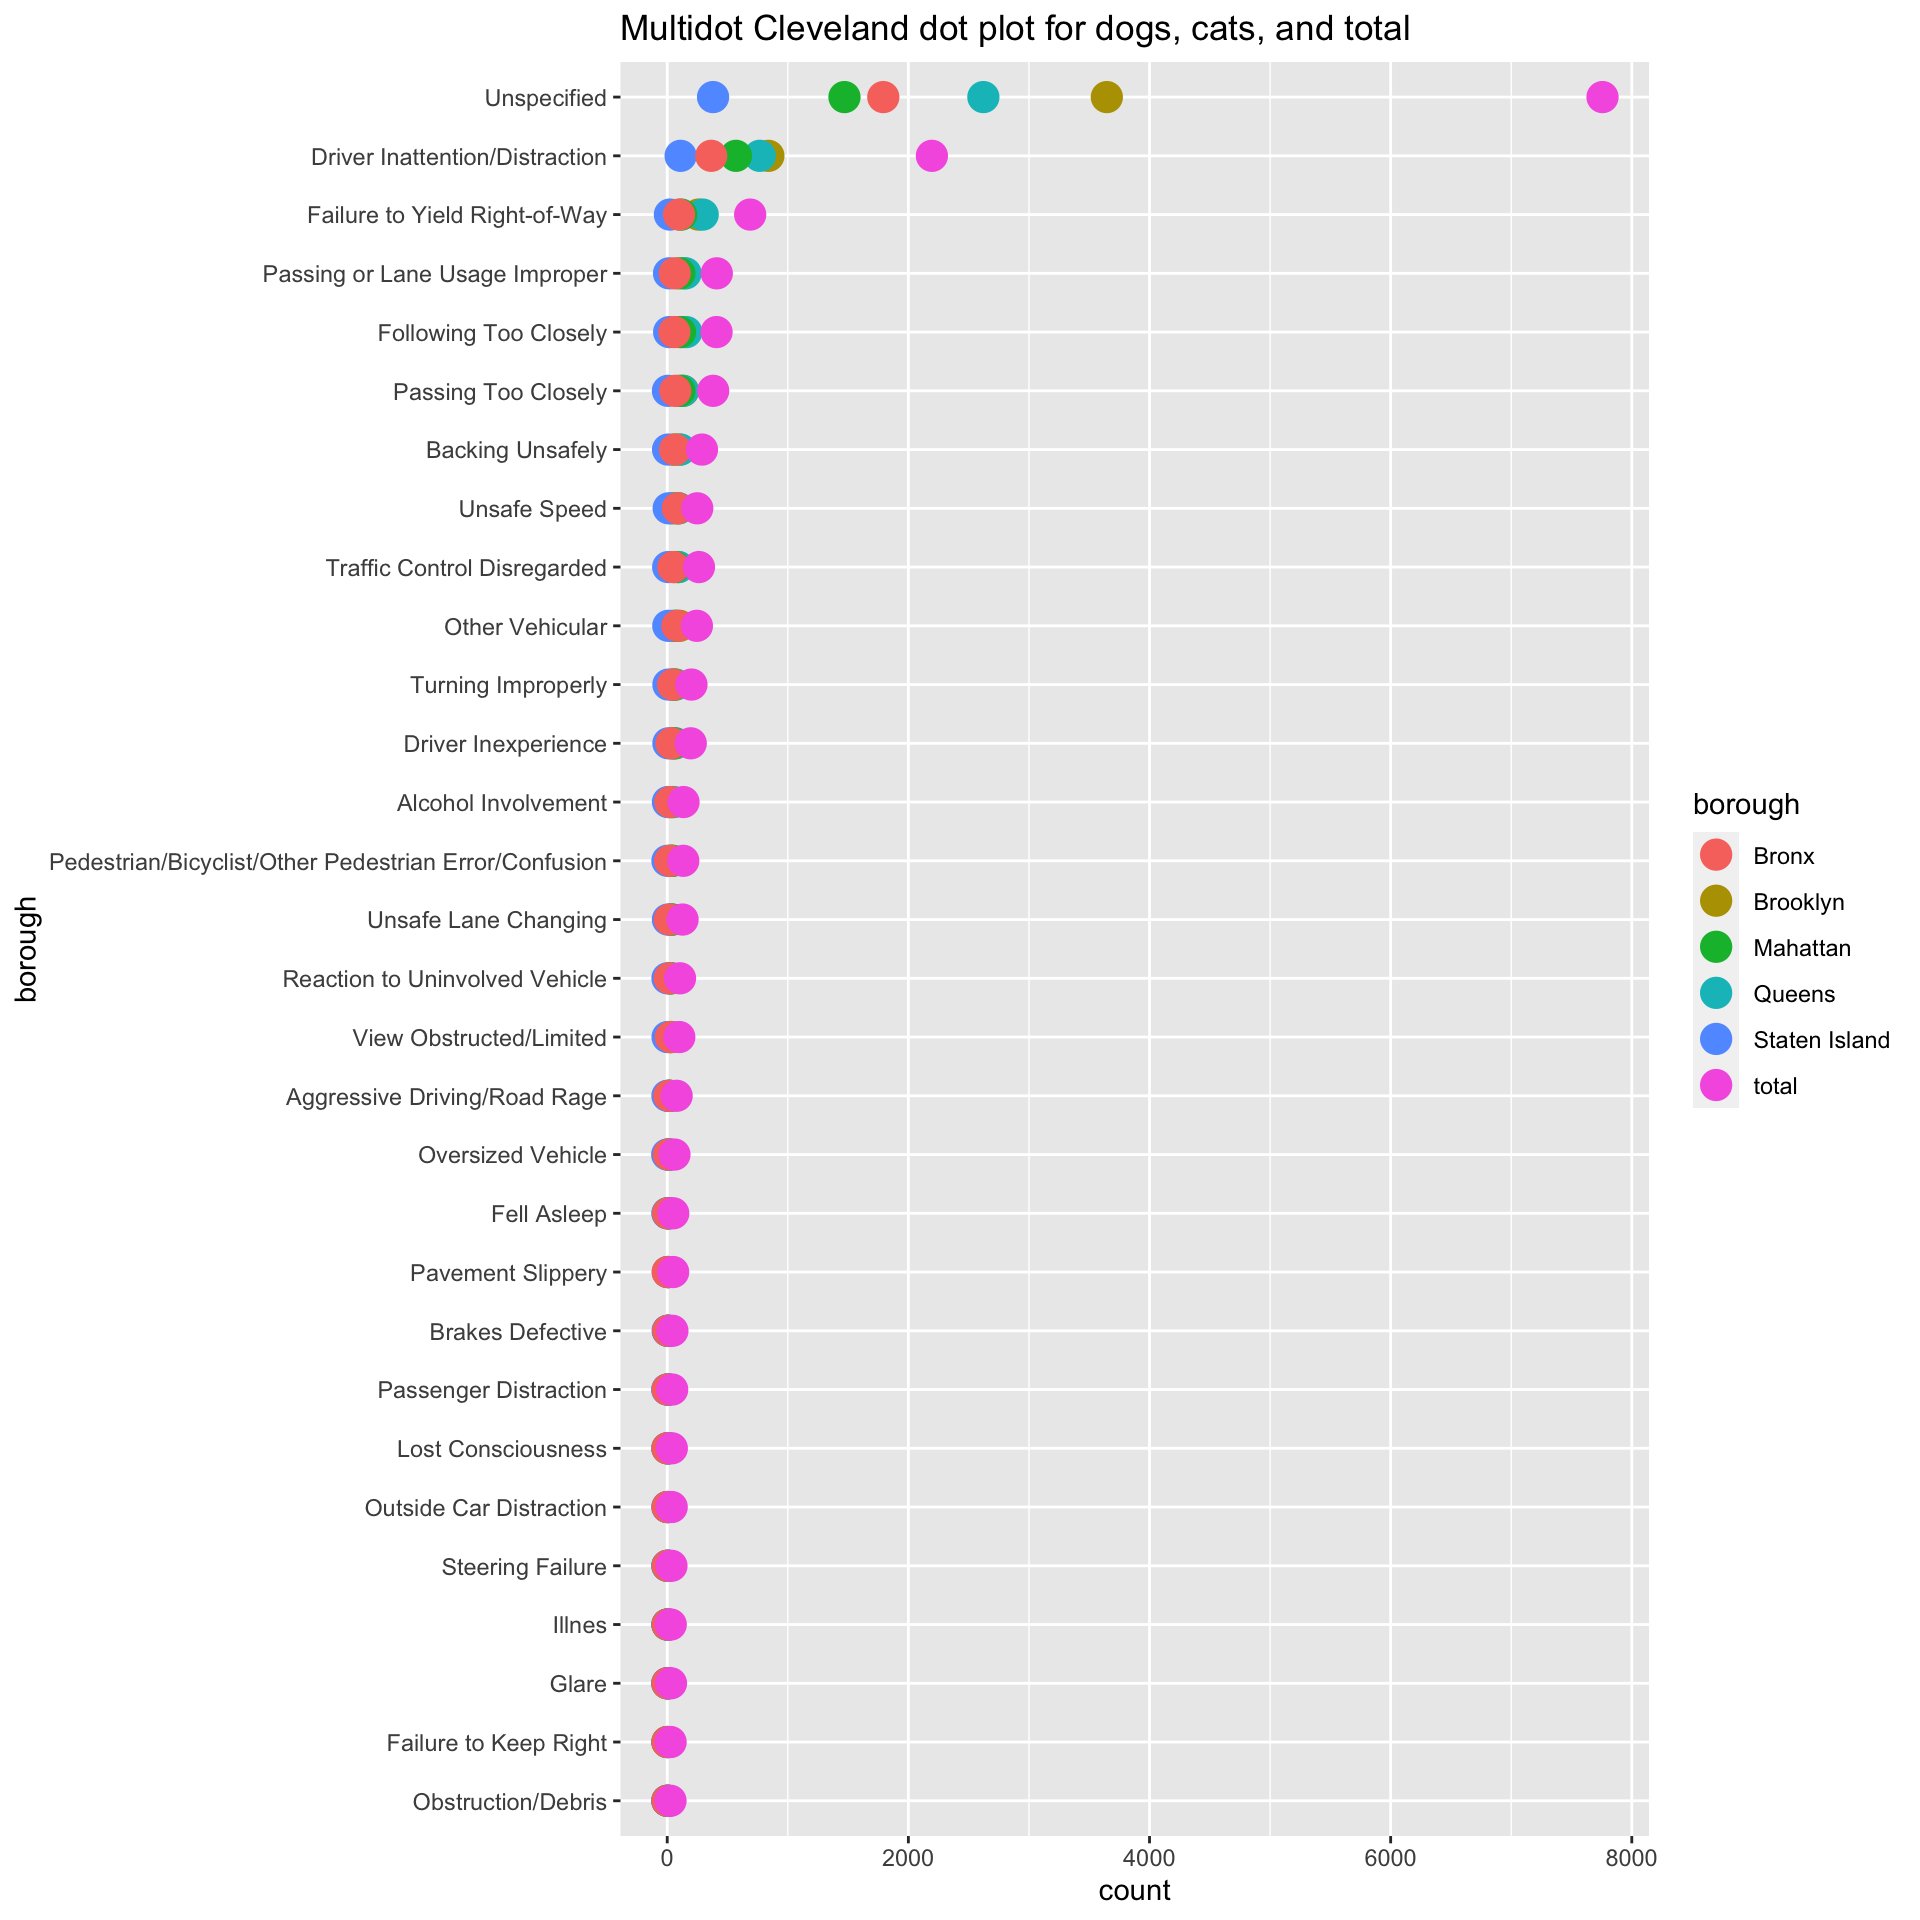 Multidot Cleveland dot plot for dogs, cats, and total
Unspecified
Driver Inattention/Distraction
Failure to Yield Right-of-Way
Passing or Lane Usage Improper
Following Too Closely
Passing Too Closely
Backing Unsafely
Unsafe Speed
Traffic Control Disregarded
Other Vehicular
Turning Improperly
Driver Inexperience
Alcohol Involvement
Pedestrian/Bicyclist/Other Pedestrian Error/Confusion
Unsafe Lane Changing
Reaction to Uninvolved Vehicle
View Obstructed/Limited
Aggressive Driving/Road Rage
Oversized Vehicle
Fell Asleep
Pavement Slippery
Brakes Defective
Passenger Distraction
Lost Consciousness
Outside Car Distraction
Steering Failure
Illnes
Glare
Failure to Keep Right
Obstruction/Debris
borough
0 2000 4000 6000 8000
count
borough
Bronx
Brooklyn
Mahattan
Queens
Staten Island
total